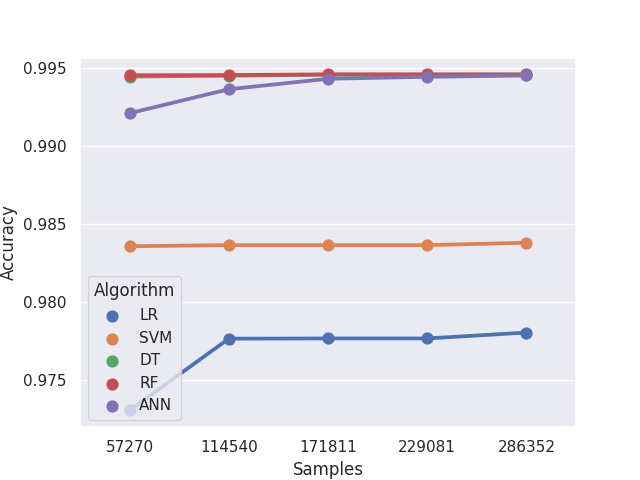 0.995
0.990
0.985
0.980
0.975
Accuracy
Algorithm
LR
SVM
DT
RF
ANN
57270 114540 171811 229081 286352
Samples